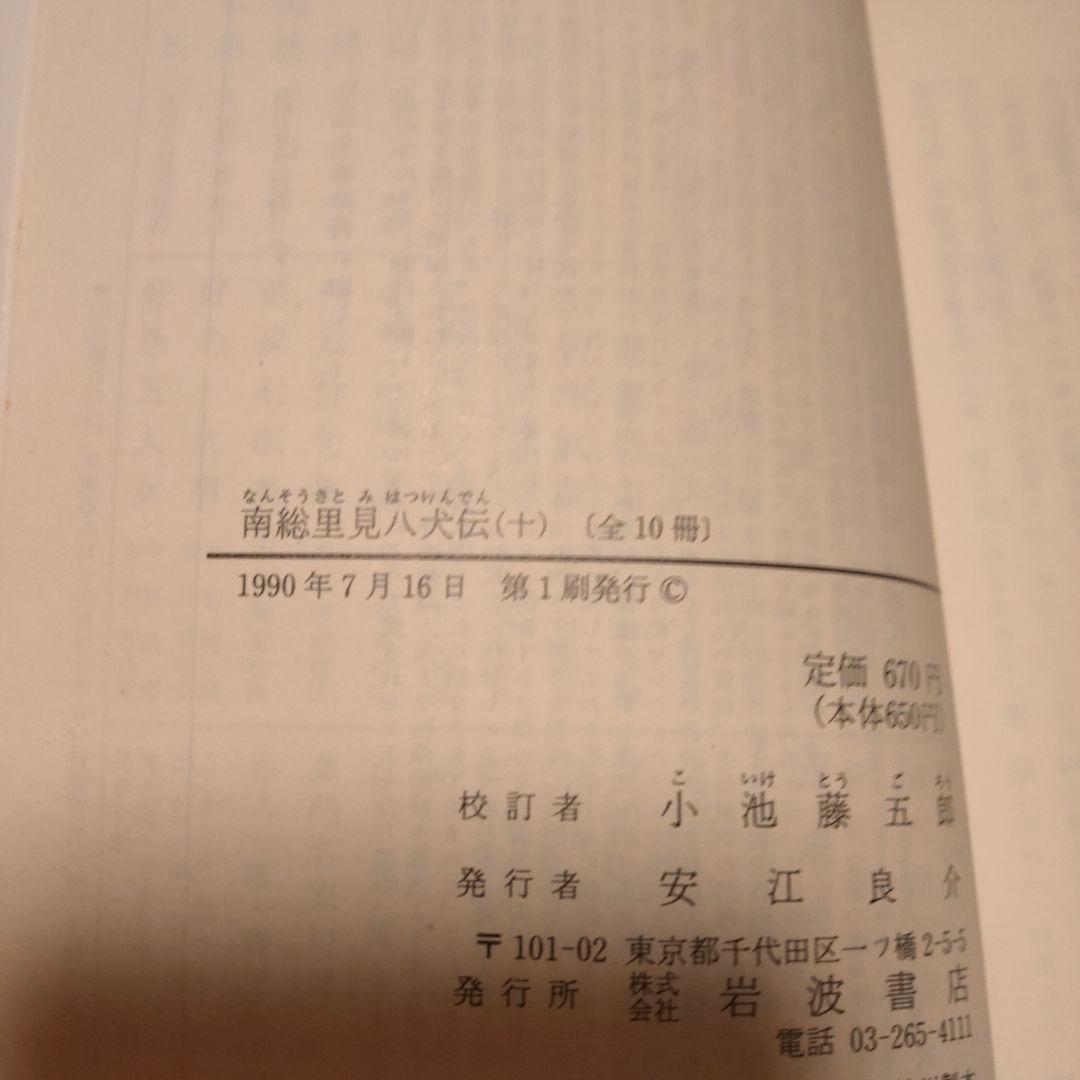 なんそうさとみはっけんでん
南総里見八犬伝(十) 〔全10冊〕
1990年7月16日 第1刷発行©
定価 670円
(本体650円)
こ いけ とう ご ろう
校訂者 小池藤五郎
発行者 安江良介
〒101-02 東京都千代田区一ツ橋2-5-5
発行所 株式会社 岩波書店
電話 03-265-4111